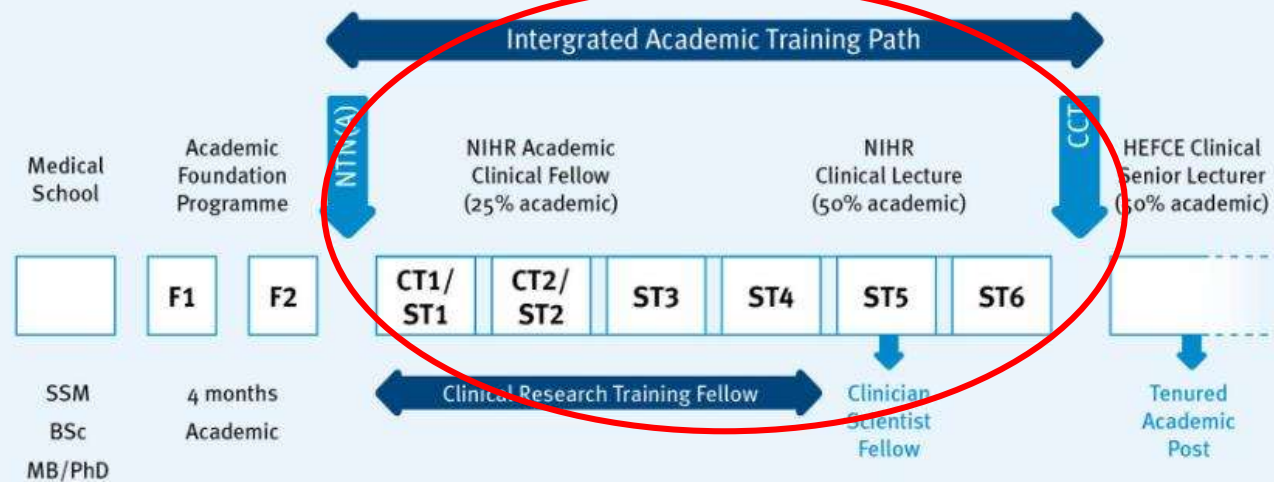 Intergrated Academic Training Path
NTN(A)
CCT
Medical
School
Academic
Foundation
Programme
NIHR Academic
Clinical Fellow
(25% academic)
NIHR
Clinical Lecture
(50% academic)
HEFCE Clinical
Senior Lecturer
(50% academic)
F1
F2
CT1/
ST1
CT2/
ST2
ST3
ST4
ST5
ST6
SSM
BSc
MB/PhD
4 months
Academic
Clinical Research Training Fellow
Clinician
Scientist
Fellow
Tenured
Academic
Post